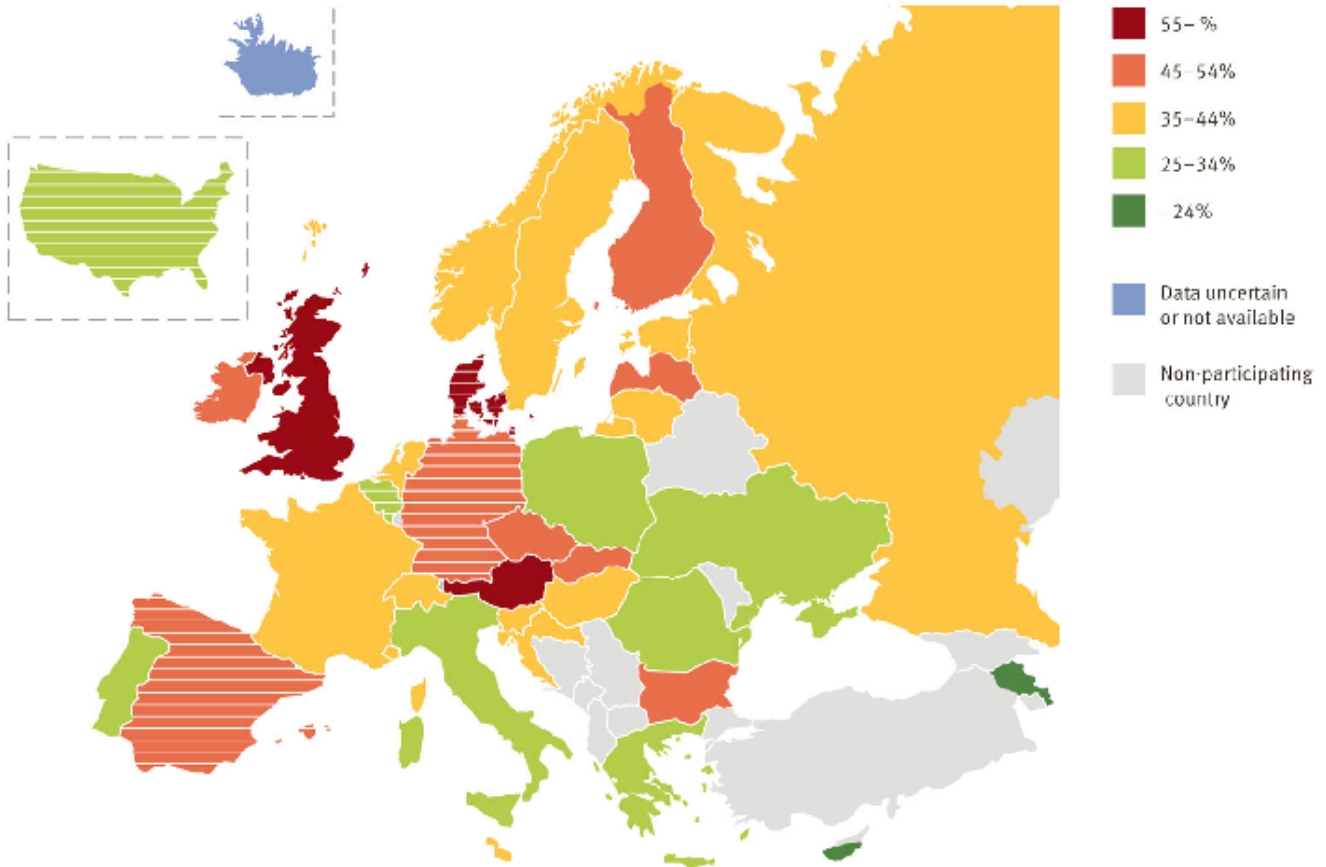 55– %
45–54%
35–44%
25–34%
24%
Data uncertain
or not available
Non-participating
country